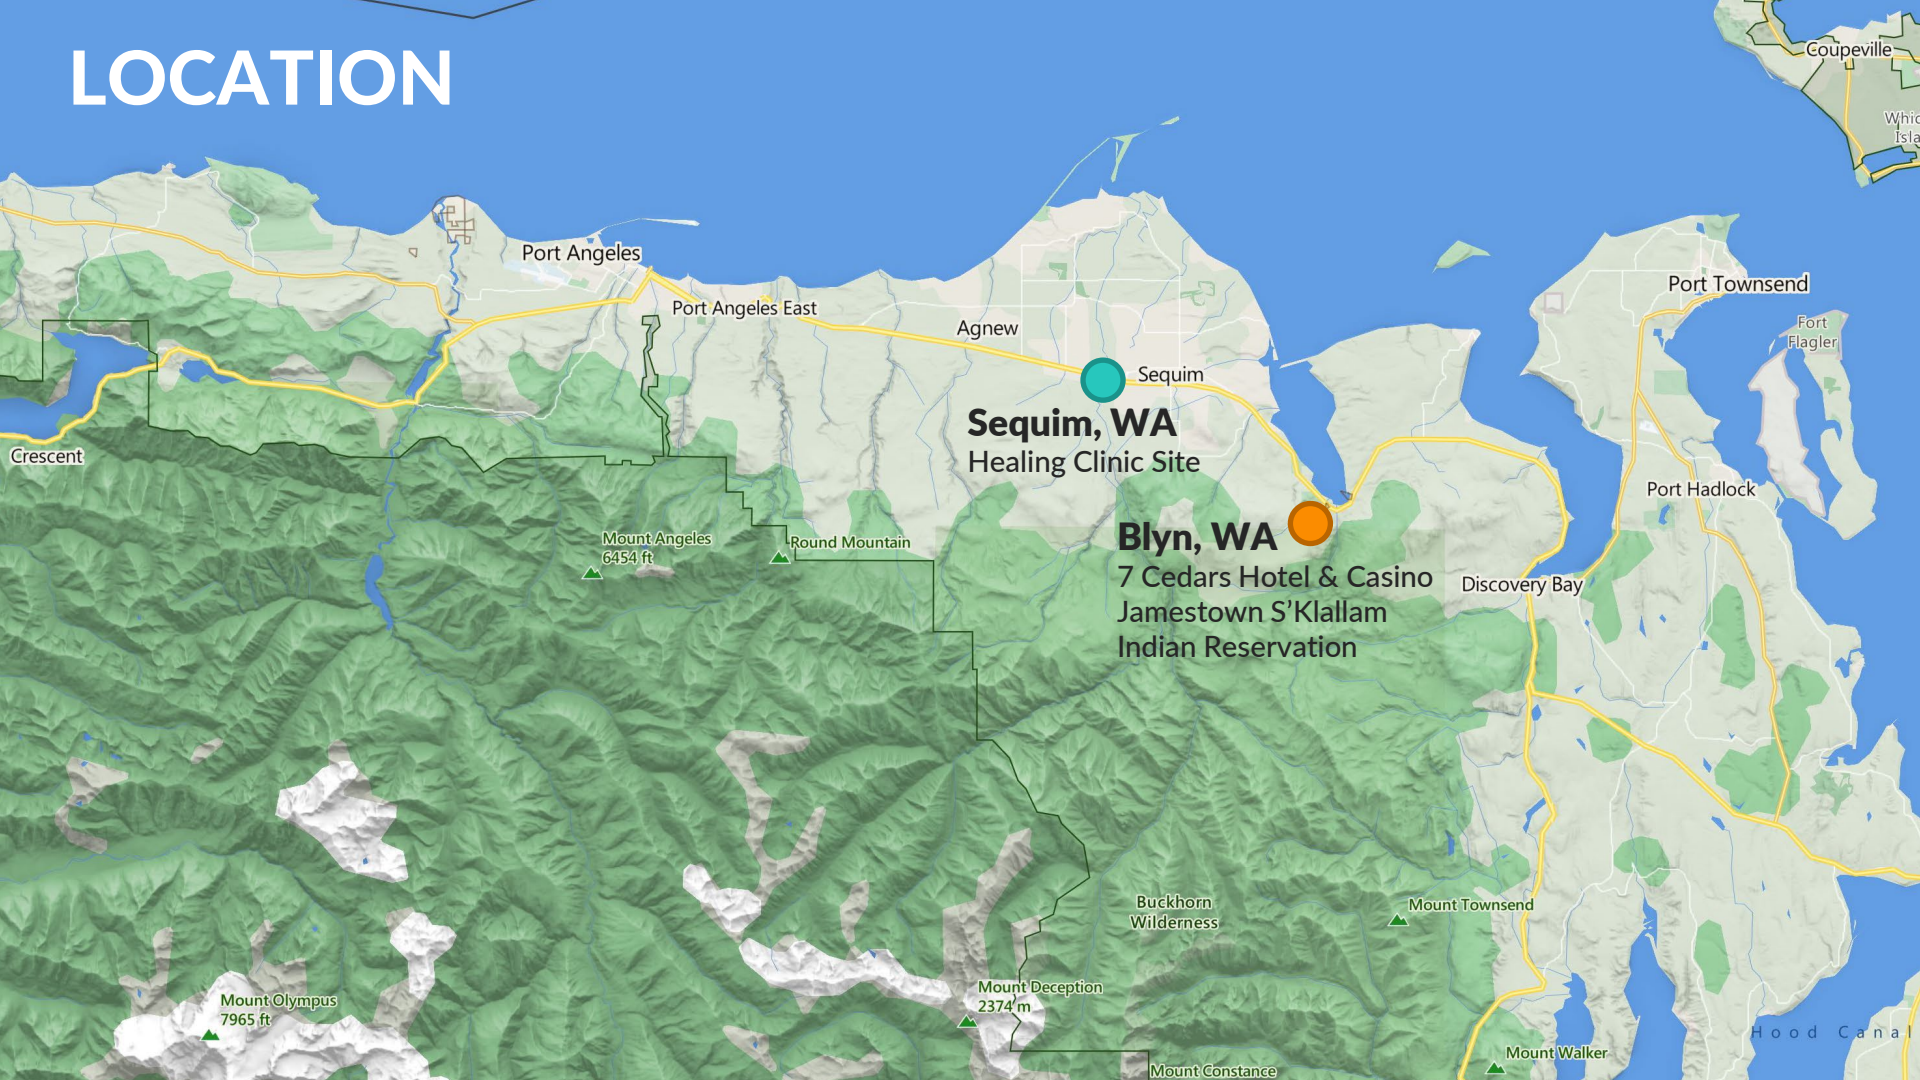 LOCATION
Coupeville
Port Angeles
Port Townsend
Port Angeles East
Agnew
Fort
Flagler
Sequim
Sequim, WA
Healing Clinic Site
Crescent
Port Hadlock
Blyn, WA
7 Cedars Hotel & Casino
Jamestown S’Klallam
Indian Reservation
Mount Angeles
6454 ft
Round Mountain
Discovery Bay
Buckhorn
Wilderness
Mount Townsend
Mount Olympus
7965 ft
Mount Deception
2374 m
Hood Canal
Mount Walker
Mount Constance